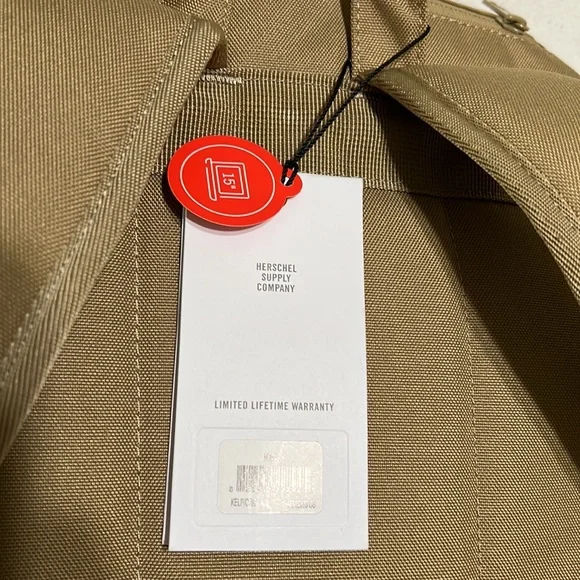 15"
HERSCHEL
SUPPLY
COMPANY
LIMITED LIFETIME WARRANTY